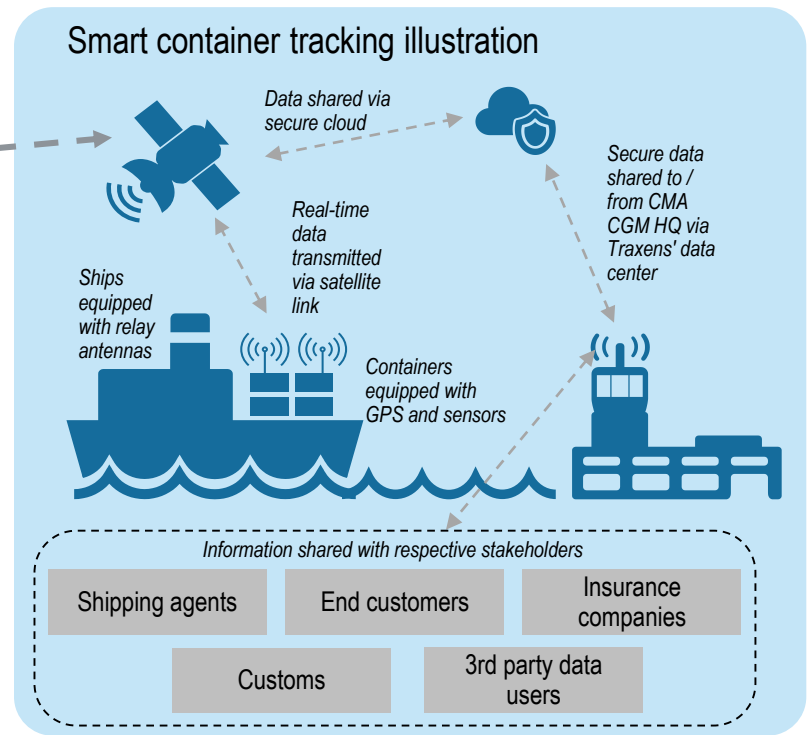 Smart container tracking illustration
Data shared via
secure cloud
Secure data
shared to /
from CMA
CGM HQ via
Traxens' data
center
Real-time
data
transmitted
via satellite
link
Ships
equipped
with relay
antennas
Containers
equipped with
GPS and sensors
Information shared with respective stakeholders
Shipping agents
End customers
Insurance
companies
Customs
3rd party data
users